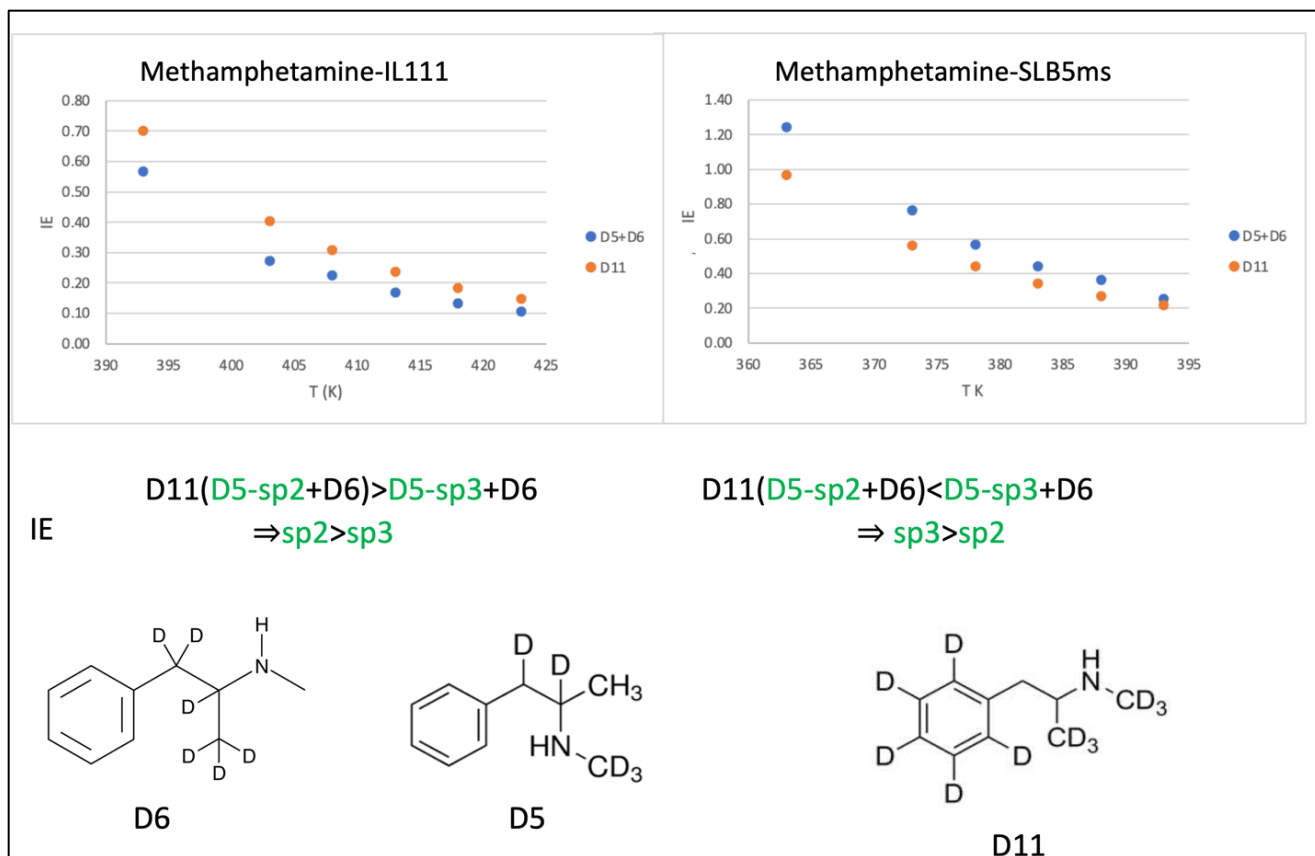 Methamphetamine-IL111
0.80
0.70
0.60
0.50
0.40
0.30
0.20
0.10
0.00
IE
390 395 400 405 410 415 420 425
T (K)
D5+D6
D11
Methamphetamine-SLB5ms
1.40
1.20
1.00
0.80
0.60
0.40
0.20
0.00
IE
360 365 370 375 380 385 390 395
T K
D5+D6
D11
D11(D5-sp2+D6)>D5-sp3+D6
IE ⇒sp2>sp3
D11(D5-sp2+D6)<D5-sp3+D6
⇒ sp3>sp2
D D
H
N
D
D D
D
D6
D
D
CH3
HN
CD3
D5
D
D
D
D
D
H
N
CD3
CD3
D11